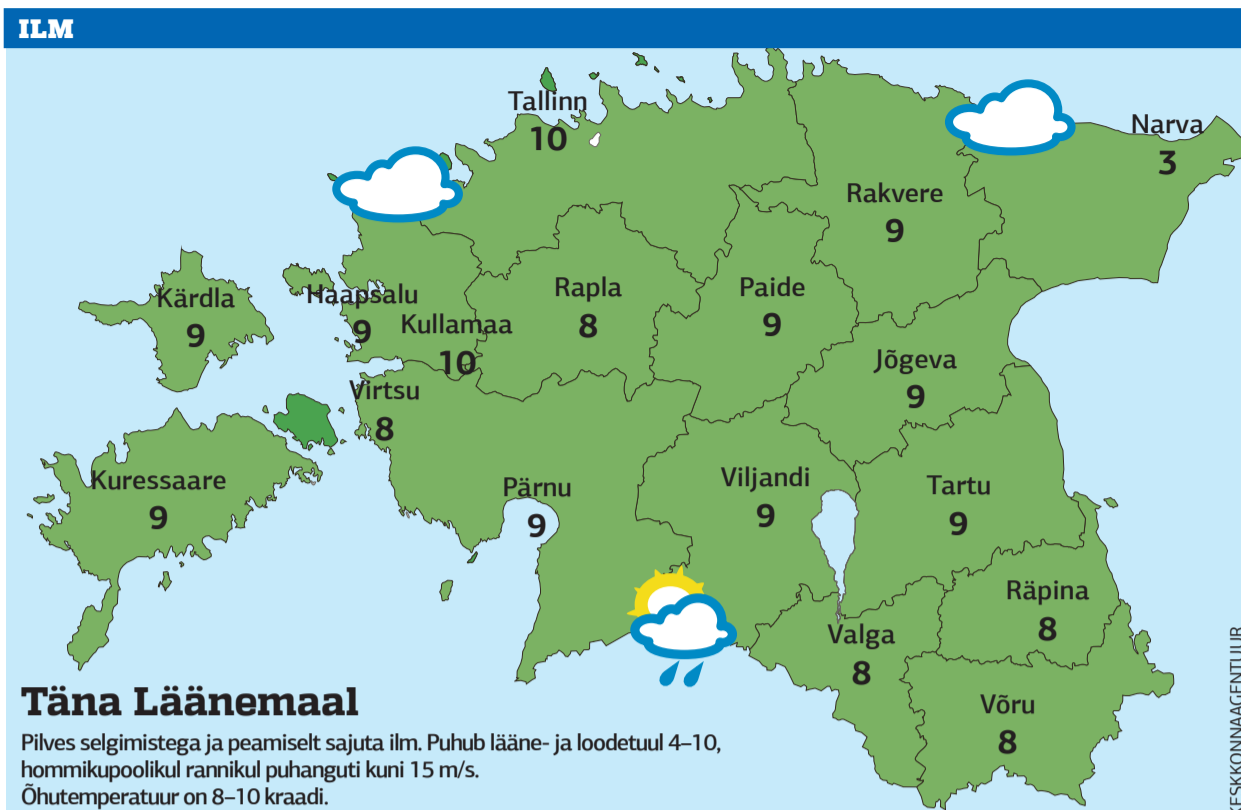 ILM
Tallinn
10
Narva
3
Rakvere
9
Kärdla
9
Haapsalu
9
Kullamaa
10
Rapla
8
Paide
9
Jõgeva
9
Virtsu
8
Kuressaare
9
Pärnu
9
Viljandi
9
Tartu
9
Räpina
8
Valga
8
Võru
8
Täna Läänemaal
Pilves selgimistega ja peamiselt sajuta ilm. Puhub lääne- ja loodetuul 4–10,
hommikupoolikul rannikul puhanguti kuni 15 m/s.
Õhutemperatuur on 8–10 kraadi.
KESKKONNAAGENTUUR